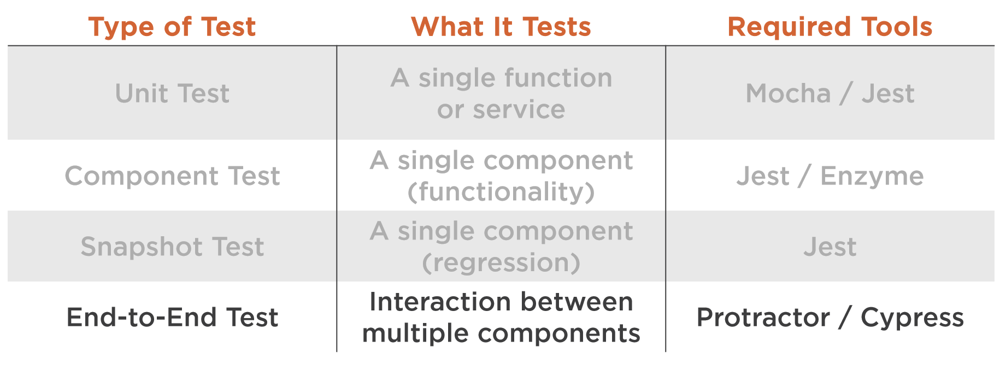 Type of Test What It Tests Required Tools
Unit Test A single function or service Mocha / Jest
Component Test A single component (functionality) Jest / Enzyme
Snapshot Test A single component (regression) Jest
End-to-End Test Interaction between multiple components Protractor / Cypress